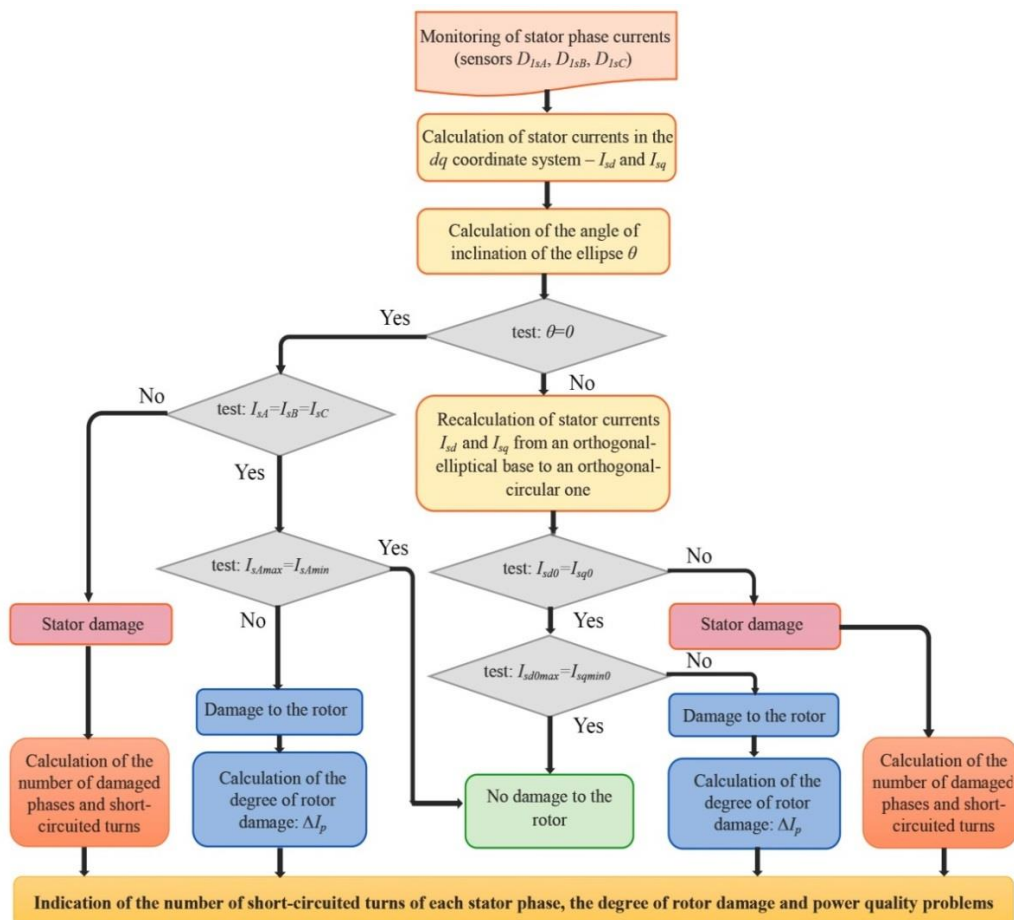 Monitoring of stator phase currents
(sensors D1sA, D1sB, D1sC)
Calculation of stator currents in the
dq coordinate system – Isd and Isq
Calculation of the angle of
inclination of the ellipse θ
Yes
test: θ=0
No
No
test: IsA=IsB=IsC
Recalculation of stator currents
Isd and Isq from an orthogonal-
elliptical base to an orthogonal-
circular one
Yes
test: IsAmax=IsAmin
Yes
test: Isd0=Isq0
No
Stator damage
No
Yes
Stator damage
test: Isd0max=Isqmin0
No
Damage to the rotor
Yes
Damage to the rotor
Calculation of the
number of damaged
phases and short-
circuited turns
Calculation of the
degree of rotor
damage: ΔIp
No damage to the
rotor
Calculation of the
degree of rotor
damage: ΔIp
Calculation of the
number of damaged
phases and short-
circuited turns
Indication of the number of short-circuited turns of each stator phase, the degree of rotor damage and power quality problems